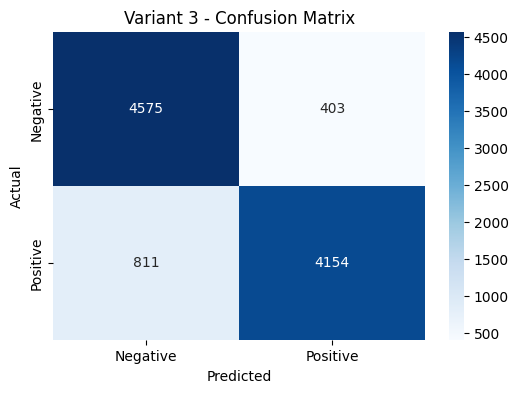 Variant 3 - Confusion Matrix
Actual
Negative
Positive
4575
403
811
4154
Negative
Positive
Predicted
4500
4000
3500
3000
2500
2000
1500
1000
500